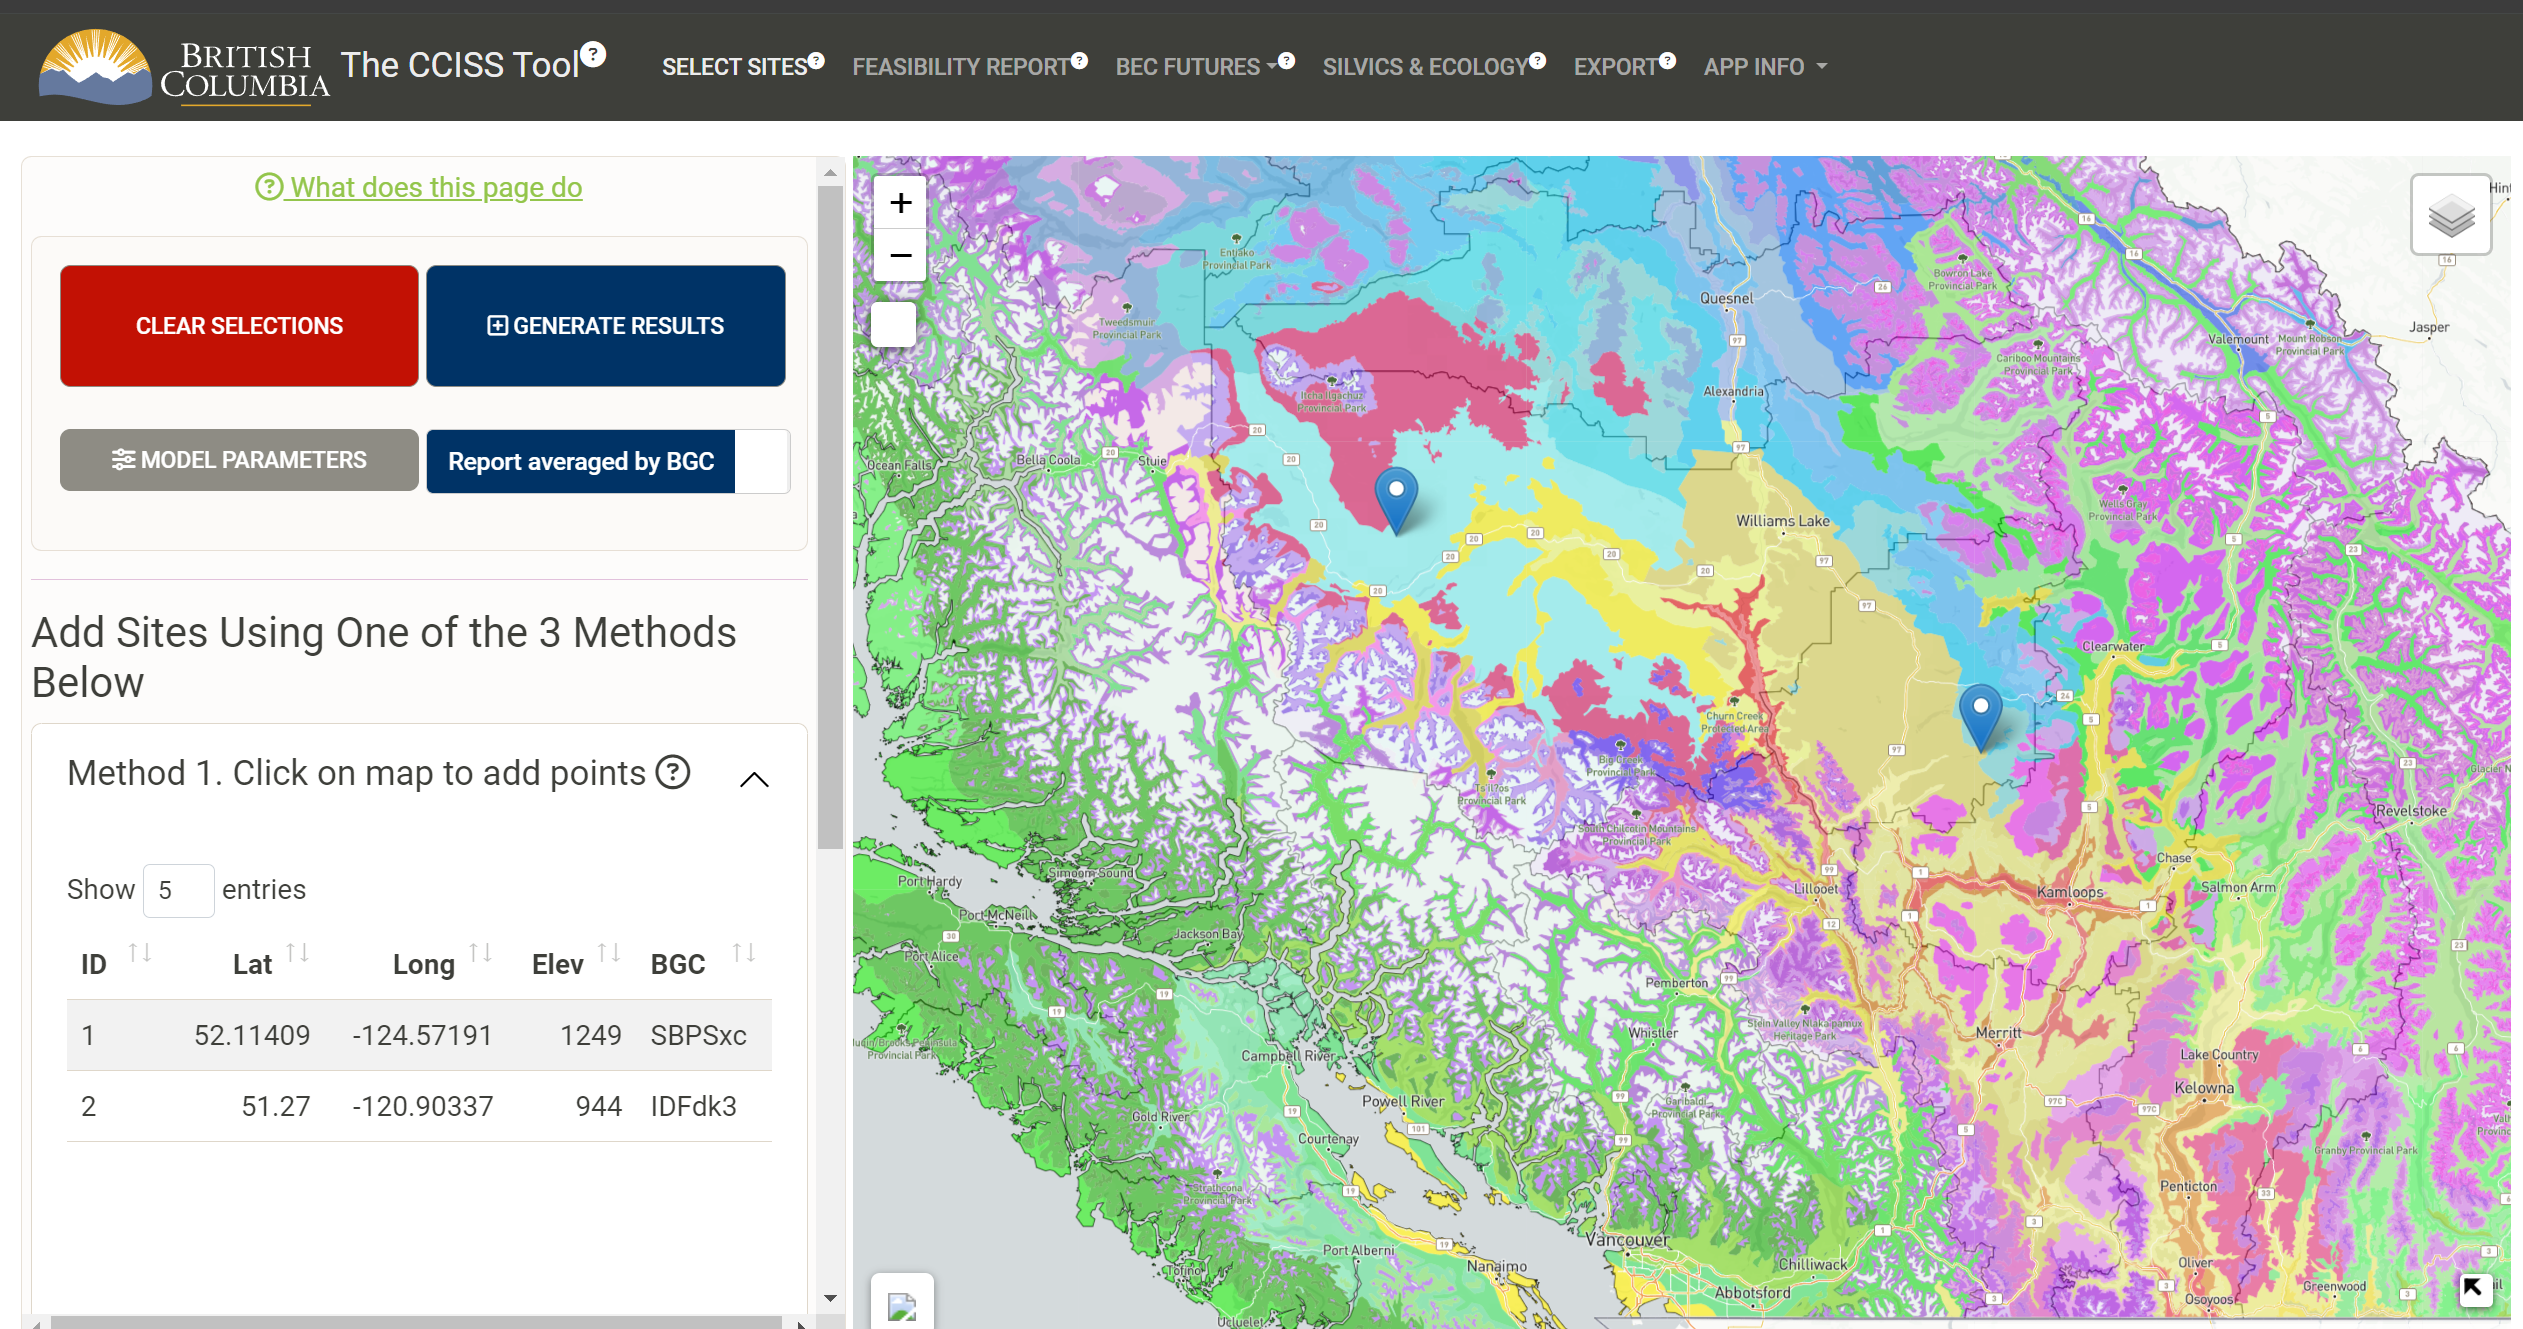 BRITISH
COLUMBIA
The CCISS Tool ?
SELECT SITES ?
FEASIBILITY REPORT ?
BEC FUTURES ?
SILVICS & ECOLOGY ?
EXPORT ?
APP INFO
? What does this page do
CLEAR SELECTIONS
GENERATE RESULTS
MODEL PARAMETERS
Report averaged by BGC
Add Sites Using One of the 3 Methods
Below
Method 1. Click on map to add points ?
Show 5 entries
ID Lat Long Elev BGC
1 52.11409 -124.57191 1249 SBPSxc
2 51.27 -120.90337 944 IDFdk3
+
−
Entiako
Provincial Park
Tweedsmuir
Provincial Park
Itcha Ilgachuz
Provincial Park
Quesnel
Alexandria
Bowron Lake
Provincial Park
Cariboo Mountains
Provincial Park
Valemount
Mount Robson
Provincial Park
Jasper
Ocean Falls
Bella Coola
Stuie
Williams Lake
Wells Gray
Provincial Park
Clearwater
Churn Creek
Protected Area
Big Creek
Provincial Park
Ts'il?os
Provincial Park
South Chilcotin Mountains
Provincial Park
Revelstoke
Port Hardy
Simoom Sound
Port McNeill
Jackson Bay
Port Alice
Lillooet
Kamloops
Chase
Salmon Arm
Pemberton
Whistler
Stein Valley Nlaka'pamux
Heritage Park
Merritt
Lake Country
Kelowna
Campbell River
Powell River
Garibaldi
Provincial Park
Gold River
Courtenay
Strathcona
Provincial Park
Penticton
Granby Provincial Park
Port Alberni
Nanaimo
Vancouver
Chilliwack
Abbotsford
Tofino
Ucluelet
Oliver
Osoyoos
Greenwood